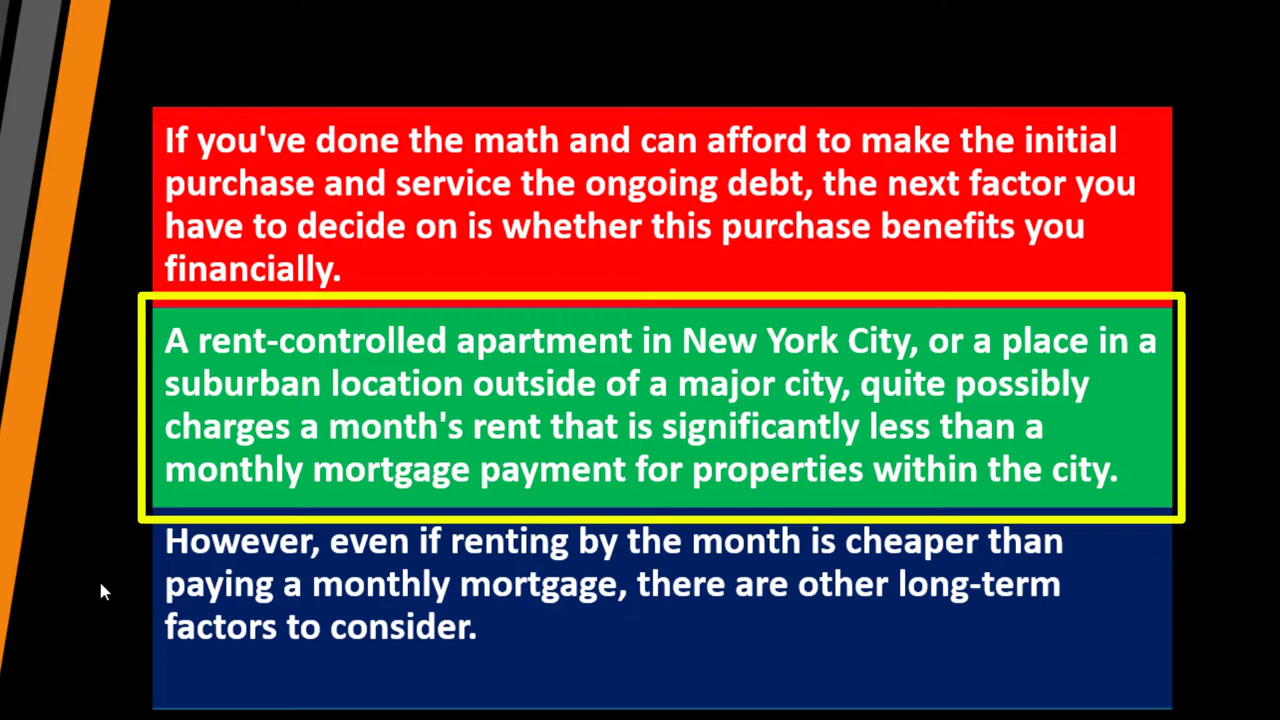 If you've done the math and can afford to make the initial
purchase and service the ongoing debt, the next factor you
have to decide on is whether this purchase benefits you
financially.
A rent-controlled apartment in New York City, or a place in a
suburban location outside of a major city, quite possibly
charges a month's rent that is significantly less than a
monthly mortgage payment for properties within the city.
However, even if renting by the month is cheaper than
paying a monthly mortgage, there are other long-term
factors to consider.